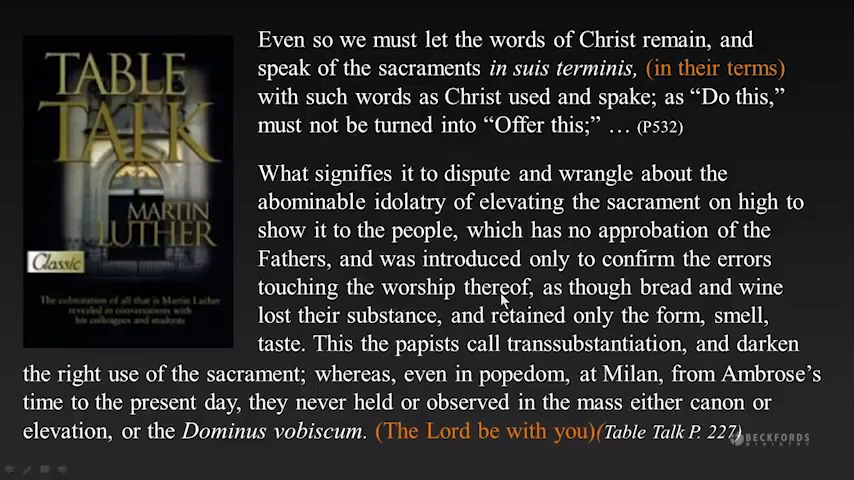 TABLE
TALK
MARTIN
LUTHER
Classic
The culmination of all that is Martin Luther
revealed in conversations with
his colleagues and students
Even so we must let the words of Christ remain, and
speak of the sacraments in suis terminis, (in their terms)
with such words as Christ used and spake; as “Do this,”
must not be turned into “Offer this;” … (P532)
What signifies it to dispute and wrangle about the
abominable idolatry of elevating the sacrament on high to
show it to the people, which has no approbation of the
Fathers, and was introduced only to confirm the errors
touching the worship thereof, as though bread and wine
lost their substance, and retained only the form, smell,
taste. This the papists call transsubstantiation, and darken
the right use of the sacrament; whereas, even in popedom, at Milan, from Ambrose’s
time to the present day, they never held or observed in the mass either canon or
elevation, or the Dominus vobiscum. (The Lord be with you)(Table Talk P. 227)
BECKFORDS
MINISTRY